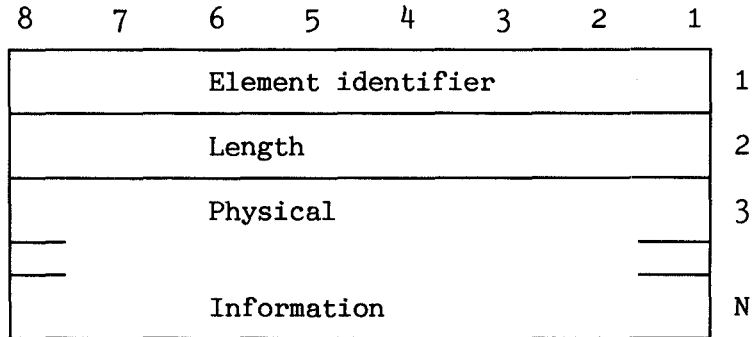 8 7 6 5 4 3 2 1
Element identifier 1
Length 2
Physical 3
Information N